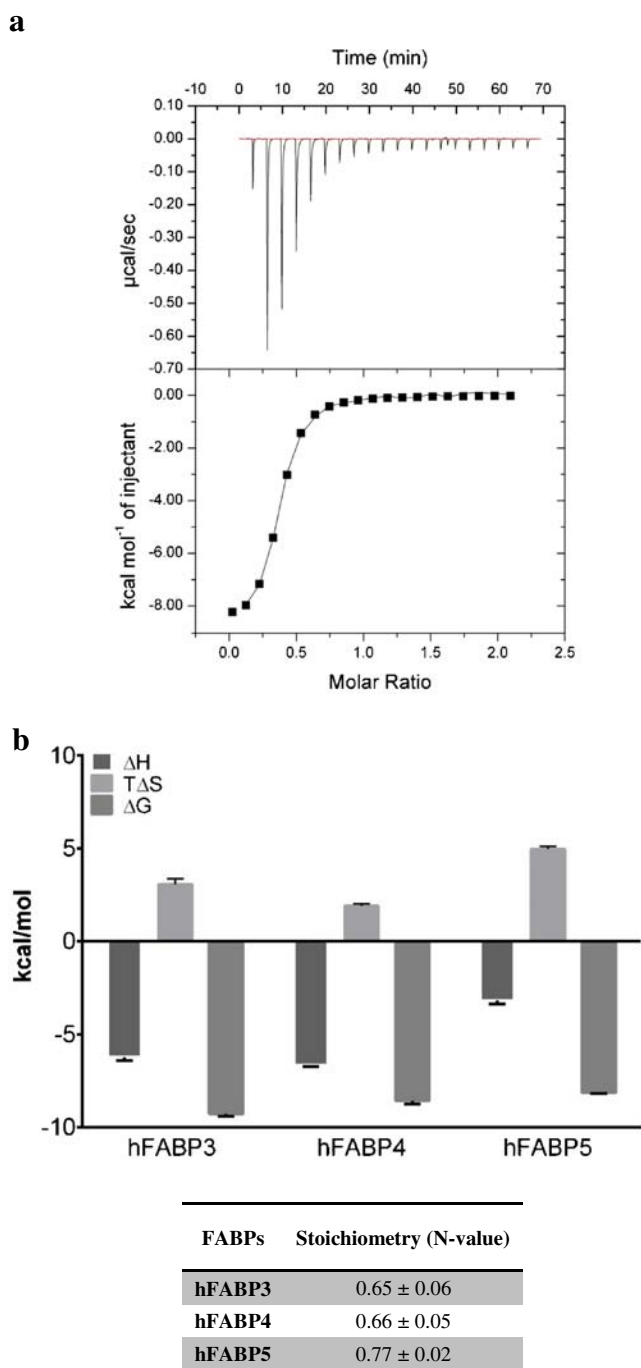 a
Time (min)
-10 0 10 20 30 40 50 60 70
0.10
0.00
-0.10
-0.20
-0.30
-0.40
-0.50
-0.60
-0.70
µcal/sec
0.00
-2.00
-4.00
-6.00
-8.00
kcal mol⁻¹ of injectant
0.0 0.5 1.0 1.5 2.0 2.5
Molar Ratio
b
ΔH
TΔS
ΔG
10
5
0
-5
-10
kcal/mol
hFABP3 hFABP4 hFABP5
FABPs Stoichiometry (N-value)
hFABP3 0.65 ± 0.06
hFABP4 0.66 ± 0.05
hFABP5 0.77 ± 0.02